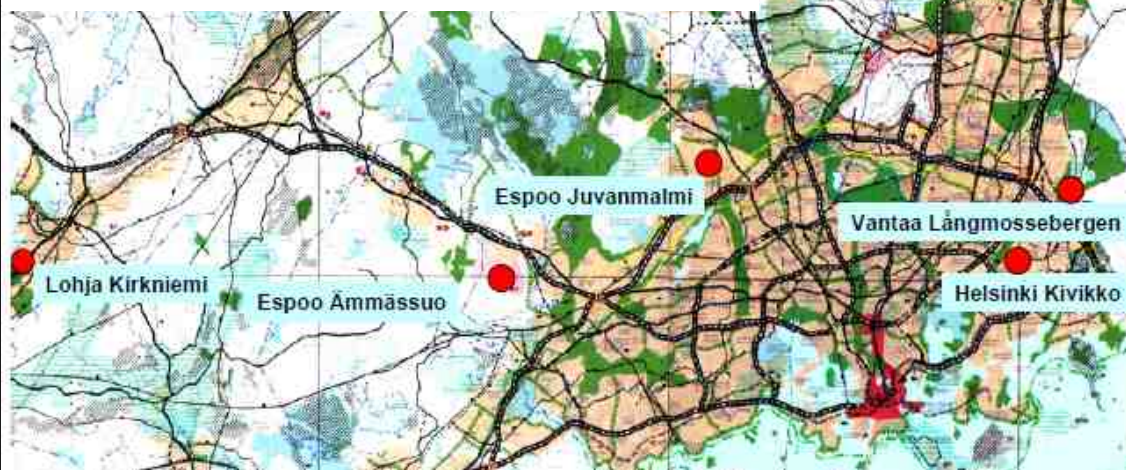 Espoo Juvanmalmi
Vantaa Långmossebergen
Lohja Kirkniemi
Espoo Ämmässuo
Helsinki Kivikko